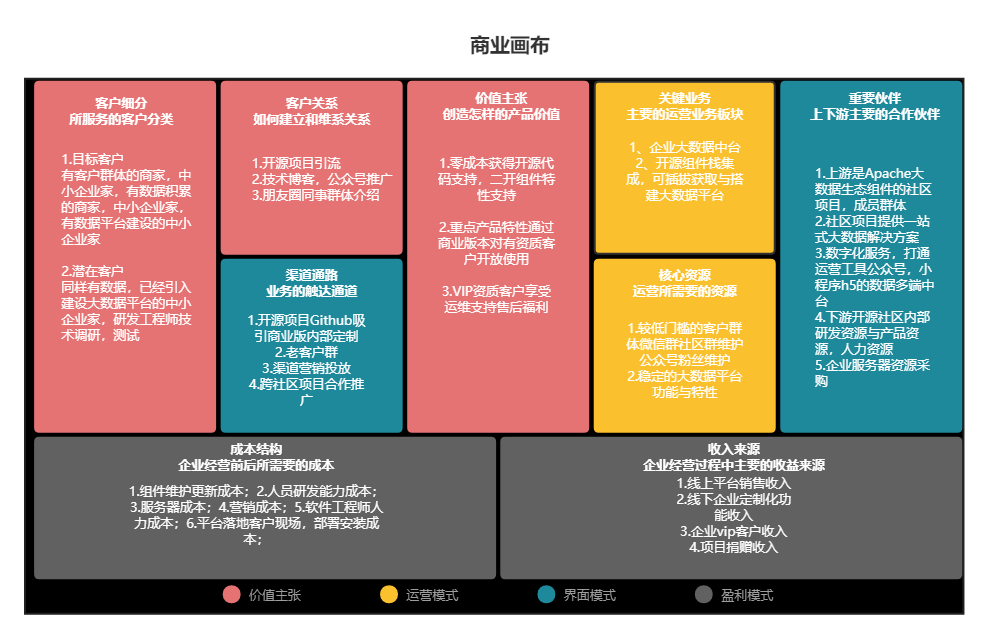 商业画布
客户细分
所服务的客户分类
1.目标客户
有客户群体的商家，中
小企业家，有数据积累
的商家，中小企业家，
有数据平台建设的中小
企业家
2.潜在客户
同样有数据，已经引入
建设大数据平台的中小
企业家，研发工程师技
术调研，测试
客户关系
如何建立和维系关系
1.开源项目引流
2.技术博客，公众号推广
3.朋友圈同事群体介绍
渠道通路
业务的触达通道
1.开源项目Github吸
引商业版内部定制
2.老客户群
3.渠道营销投放
4.跨社区项目合作推
广
价值主张
创造怎样的产品价值
1.零成本获得开源代
码支持，二开组件特
性支持
2.重点产品特性通过
商业版本对有资质客
户开放使用
3.VIP资质客户享受
运维支持售后福利
关键业务
主要的运营业务板块
1、企业大数据中台
2、开源组件栈集
成，可插拔获取与搭
建大数据平台
核心资源
运营所需要的资源
1.较低门槛的客户群
体微信群社区群维护
公众号粉丝维护
2.稳定的大数据平台
功能与特性
重要伙伴
上下游主要的合作伙伴
1.上游是Apache大
数据生态组件的社区
项目，成员群体
2.社区项目提供一站
式大数据解决方案
3.数字化服务，打通
运营工具公众号，小
程序h5的数据多端中
台
4.下游开源社区内部
研发资源与产品资
源，人力资源
5.企业服务器资源采
购
成本结构
企业经营前后所需要的成本
1.组件维护更新成本；2.人员研发能力成本；
3.服务器成本；4.营销成本；5.软件工程师人
力成本；6.平台落地客户现场，部署安装成
本；
收入来源
企业经营过程中主要的收益来源
1.线上平台销售收入
2.线下企业定制化功
能收入
3.企业vip客户收入
4.项目捐赠收入
价值主张
运营模式
界面模式
盈利模式